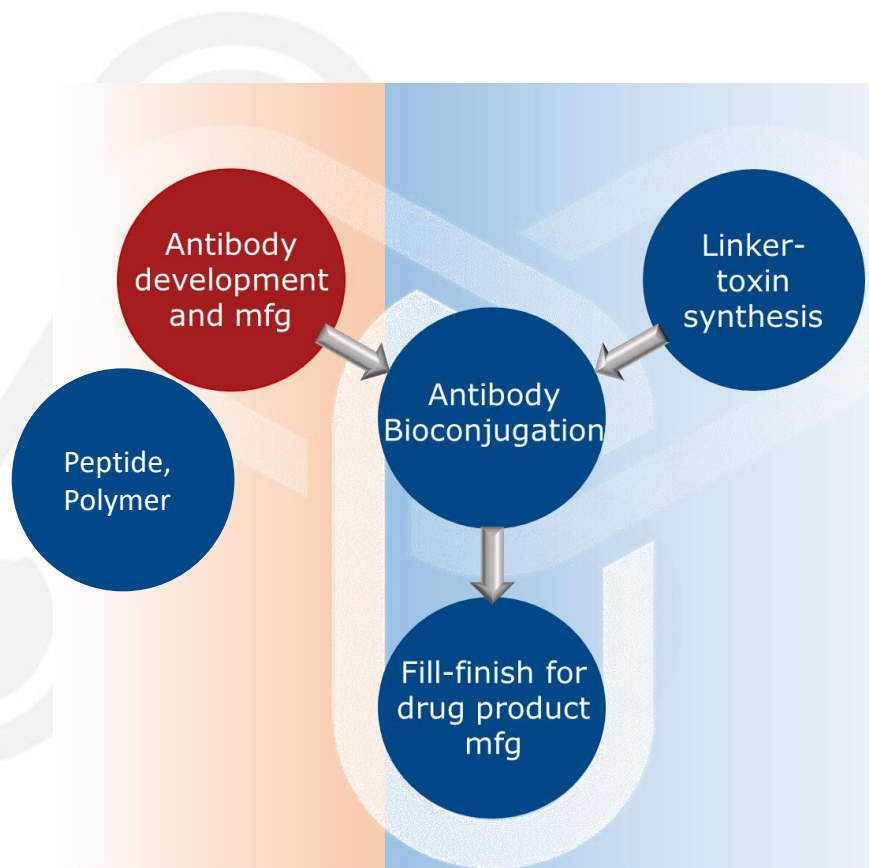 Antibody
development
and mfg
Linker-
toxin
synthesis
Antibody
Bioconjugation
Peptide,
Polymer
Fill-finish for
drug product
mfg